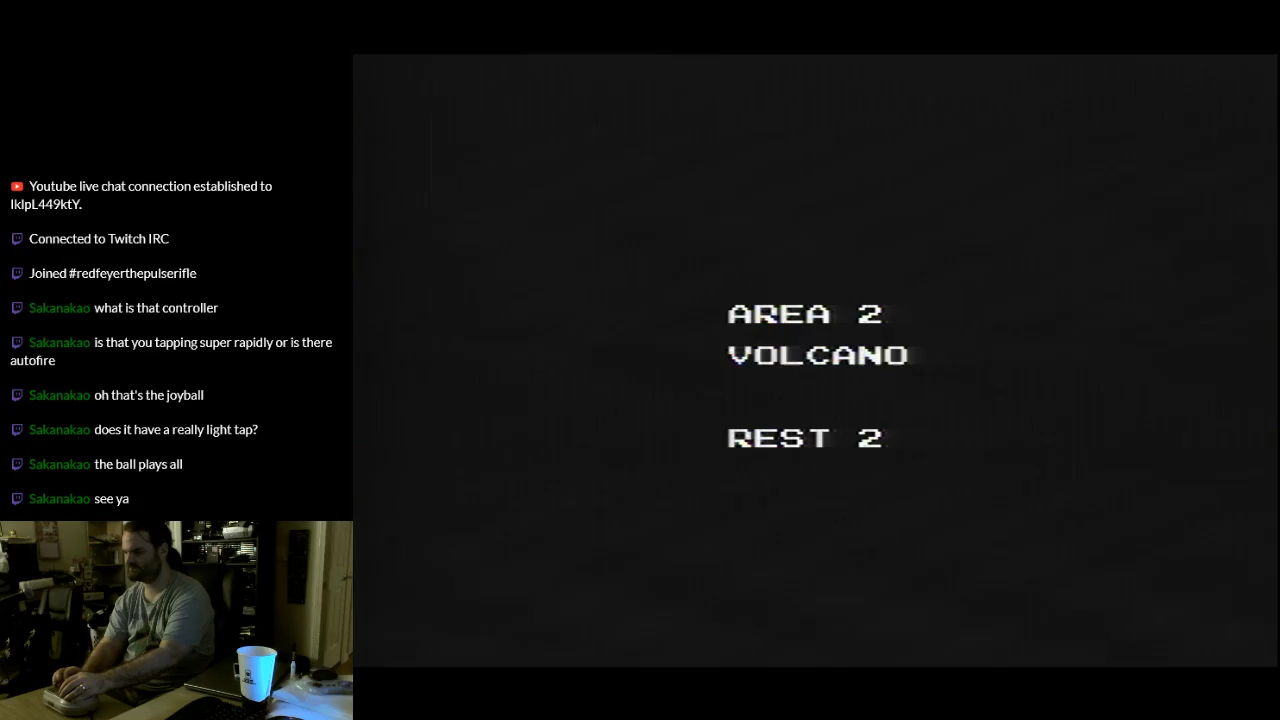 Youtube live chat connection established to
lklpL449ktY.
Connected to Twitch IRC
Joined #redfeyerthepulserifle
Sakanakao what is that controller
Sakanakao is that you tapping super rapidly or is there
autofire
Sakanakao oh that's the joyball
Sakanakao does it have a really light tap?
Sakanakao the ball plays all
Sakanakao see ya
AREA 2
VOLCANO
REST 2